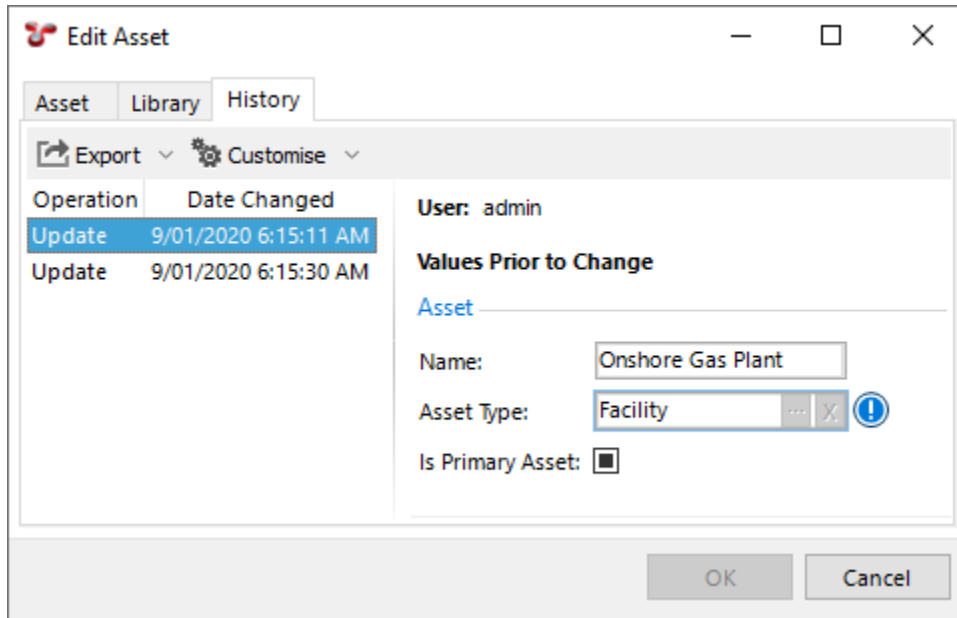 Edit Asset
Asset Library History
Export Customise
Operation Date Changed
Update 9/01/2020 6:15:11 AM
Update 9/01/2020 6:15:30 AM
User: admin
Values Prior to Change
Asset
Name: Onshore Gas Plant
Asset Type: Facility ... X
Is Primary Asset:
OK Cancel